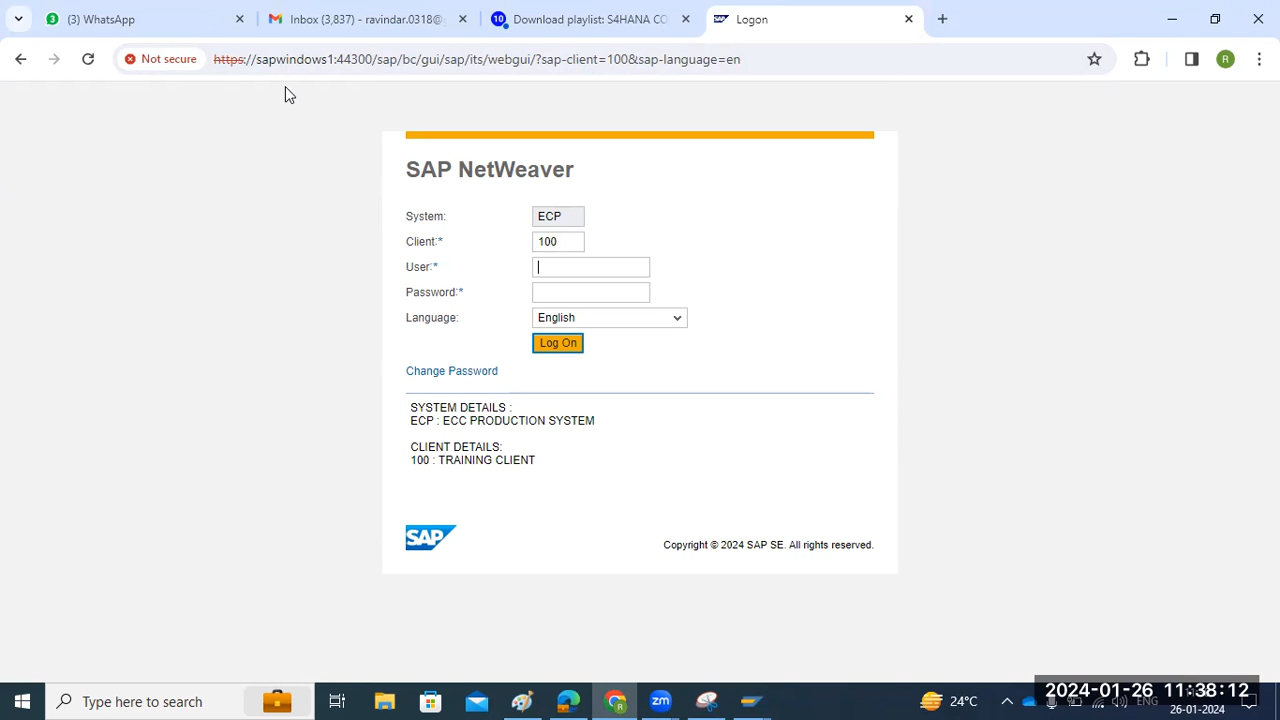 (3) WhatsApp
Inbox (3,837) - ravindar.0318@g
10 Download playlist: S4HANA CO
SAP Logon
Not secure https://sapwindows1:44300/sap/bc/gui/sap/its/webgui/?sap-client=100&sap-language=en
R
SAP NetWeaver
System: ECP
Client:* 100
User:*
Password:*
Language: English
Log On
Change Password
SYSTEM DETAILS :
ECP : ECC PRODUCTION SYSTEM
CLIENT DETAILS:
100 : TRAINING CLIENT
SAP
Copyright © 2024 SAP SE. All rights reserved.
Type here to search
zm
24°C
ENG
2024-01-26 11:38:12
26-01-2024